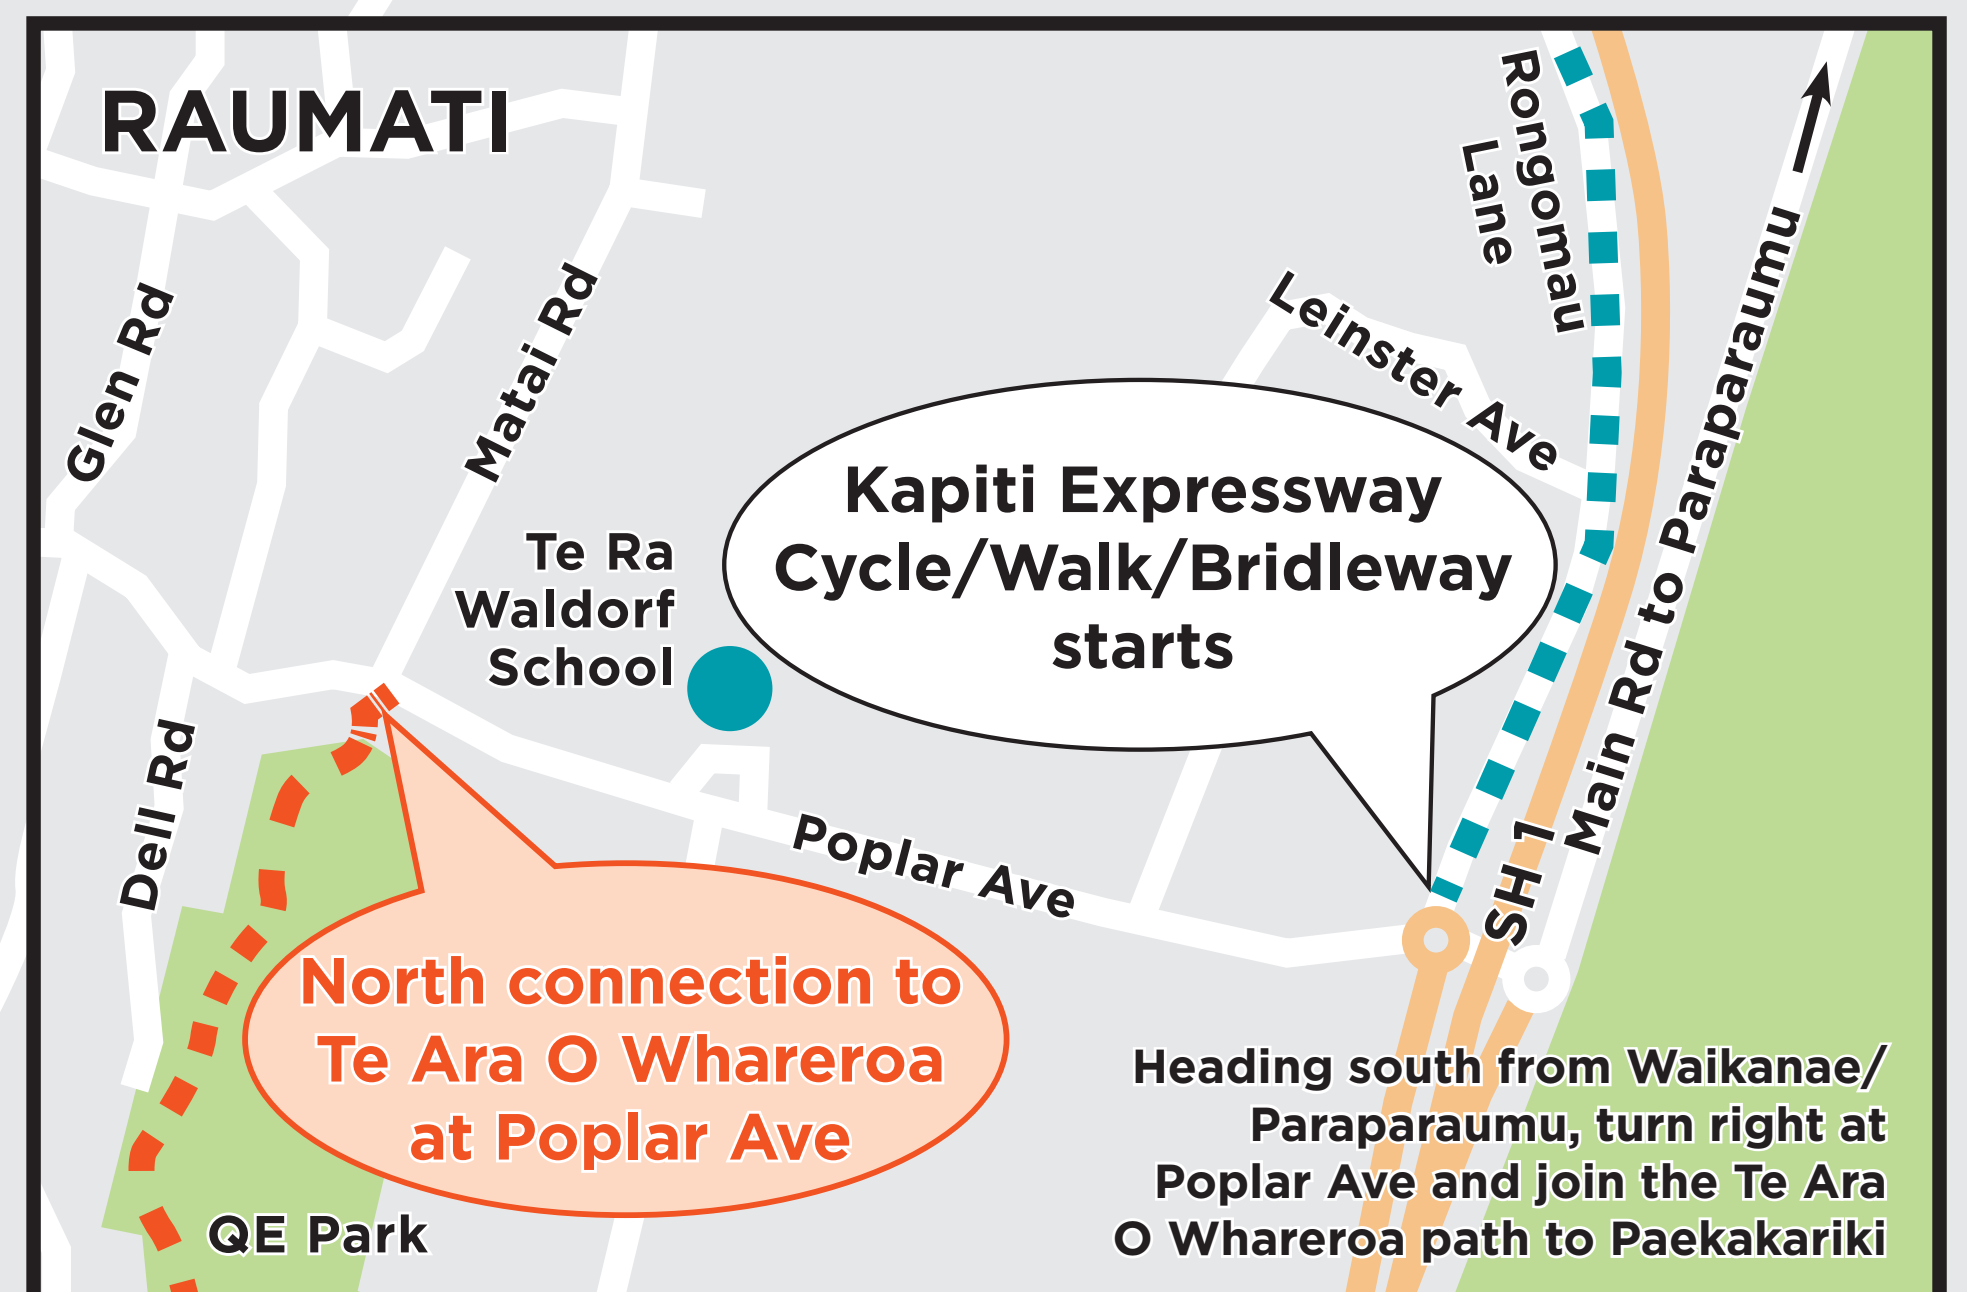 RAUMATI
Rongomau
Lane
Glen Rd
Matai Rd
Leinster Ave
Main Rd to Paraparaumu
Kapiti Expressway
Cycle/Walk/Bridleway
starts
Te Ra
Waldorf
School
Dell Rd
Poplar Ave
SH 1
North connection to
Te Ara O Whareroa
at Poplar Ave
Heading south from Waikanae/
Paraparaumu, turn right at
Poplar Ave and join the Te Ara
O Whareroa path to Paekakariki
QE Park